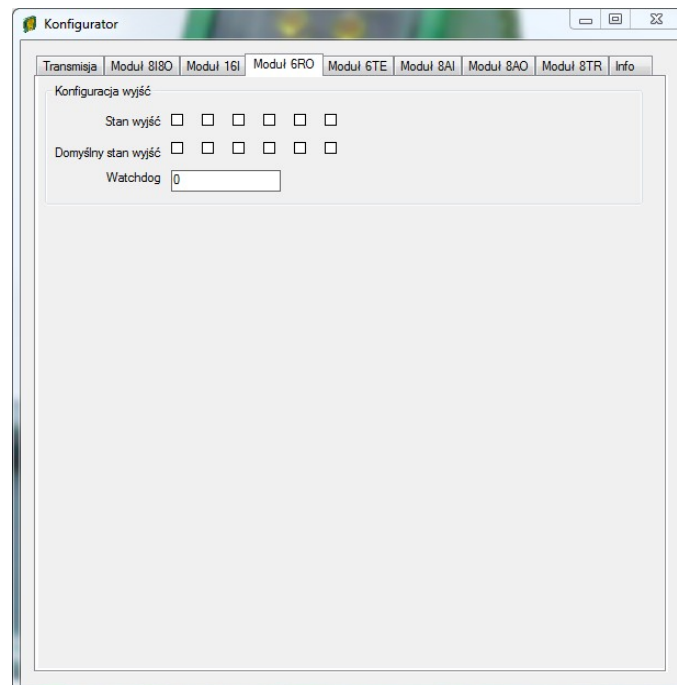 Konfigurator
Transmisja Moduł 8I8O Moduł 16I Moduł 6RO Moduł 6TE Moduł 8AI Moduł 8AO Moduł 8TR Info
Konfiguracja wyjść
Stan wyjść
Domyślny stan wyjść
Watchdog 0